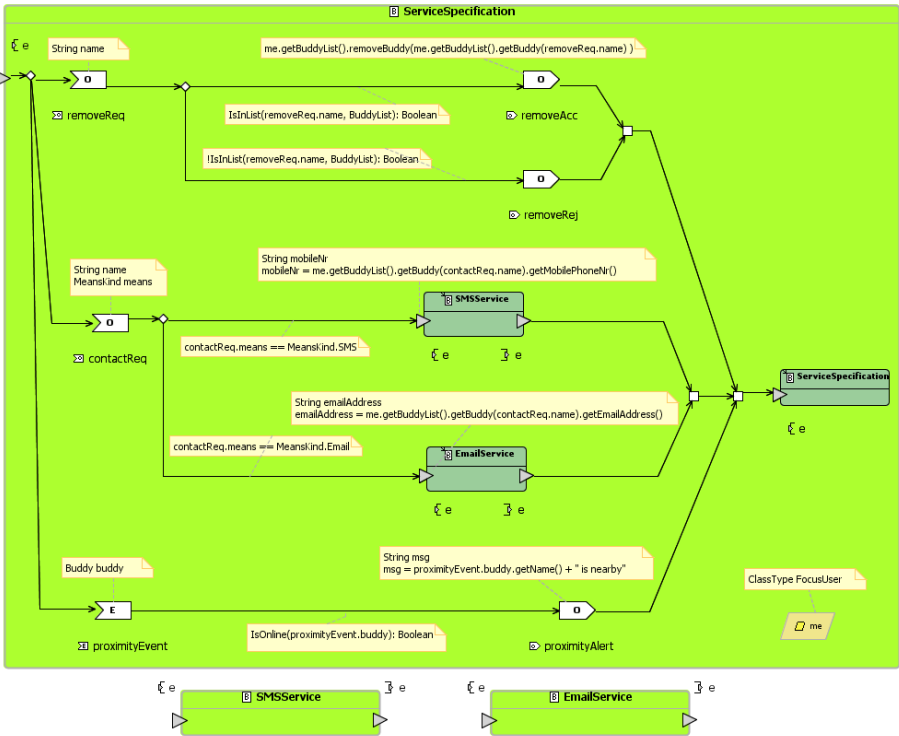 B ServiceSpecification
e
String name
me.getBuddyList().removeBuddy(me.getBuddyList().getBuddy(removeReq.name) )
O
O
removeReq
IsInList(removeReq.name, BuddyList): Boolean
removeAcc
!IsInList(removeReq.name, BuddyList): Boolean
O
removeRej
String name
MeansKind means
String mobileNr
mobileNr = me.getBuddyList().getBuddy(contactReq.name).getMobilePhoneNr()
O
B SMSService
contactReq
contactReq.means == MeansKind.SMS
e
e
B ServiceSpecification
e
String emailAddress
emailAddress = me.getBuddyList().getBuddy(contactReq.name).getEmailAddress()
contactReq.means == MeansKind.Email
B EmailService
e
e
Buddy buddy
String msg
msg = proximityEvent.buddy.getName() + " is nearby"
ClassType FocusUser
E
O
me
IsOnline(proximityEvent.buddy): Boolean
proximityEvent
proximityAlert
e
B SMSService
e
e
B EmailService
e